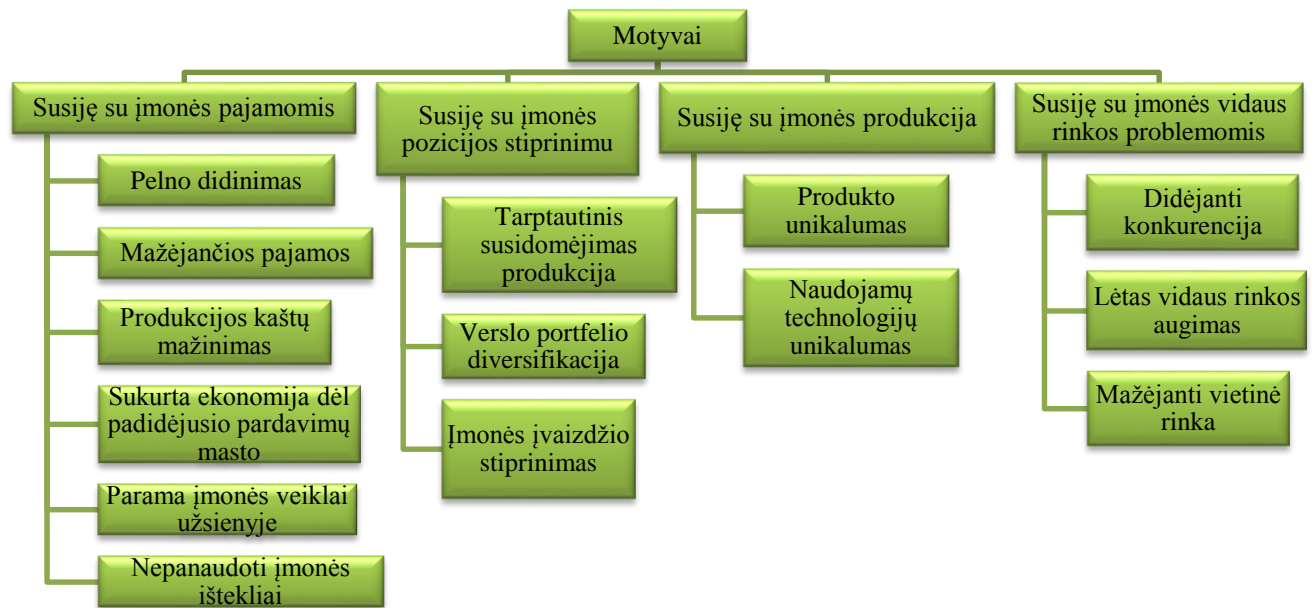 Motyvai
Susiję su įmonės pajamomis
Pelno didinimas
Mažėjančios pajamos
Produkcijos kaštų
mažinimas
Sukurta ekonomija dėl
padidėjusio pardavimų
masto
Parama įmonės veiklai
užsienyje
Nepanaudoti įmonės
ištekliai
Susiję su įmonės
pozicijos stiprinimu
Tarptautinis
susidomėjimas
produkcija
Verslo portfelio
diversifikacija
Įmonės įvaizdžio
stiprinimas
Susiję su įmonės produkcija
Produkto
unikalumas
Naudojamų
technologijų
unikalumas
Susiję su įmonės vidaus
rinkos problemomis
Didėjanti
konkurencija
Lėtas vidaus rinkos
augimas
Mažėjanti vietinė
rinka